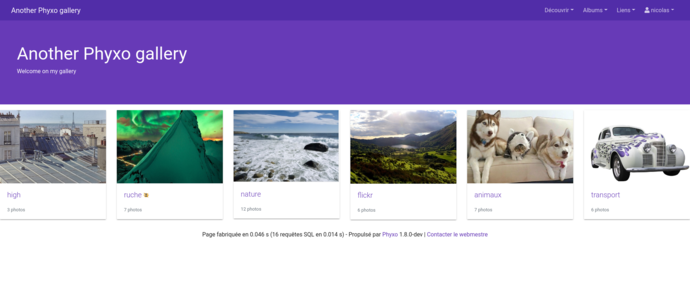 Another Phyxo gallery
Découvrir Albums Liens nicolas
Another Phyxo gallery
Welcome on my gallery
high
3 photos
ruche
7 photos
nature
12 photos
flickr
6 photos
animaux
7 photos
transport
6 photos
Page fabriquée en 0.046 s (16 requêtes SQL en 0.014 s) - Propulsé par Phyxo 1.8.0-dev | Contacter le webmestre